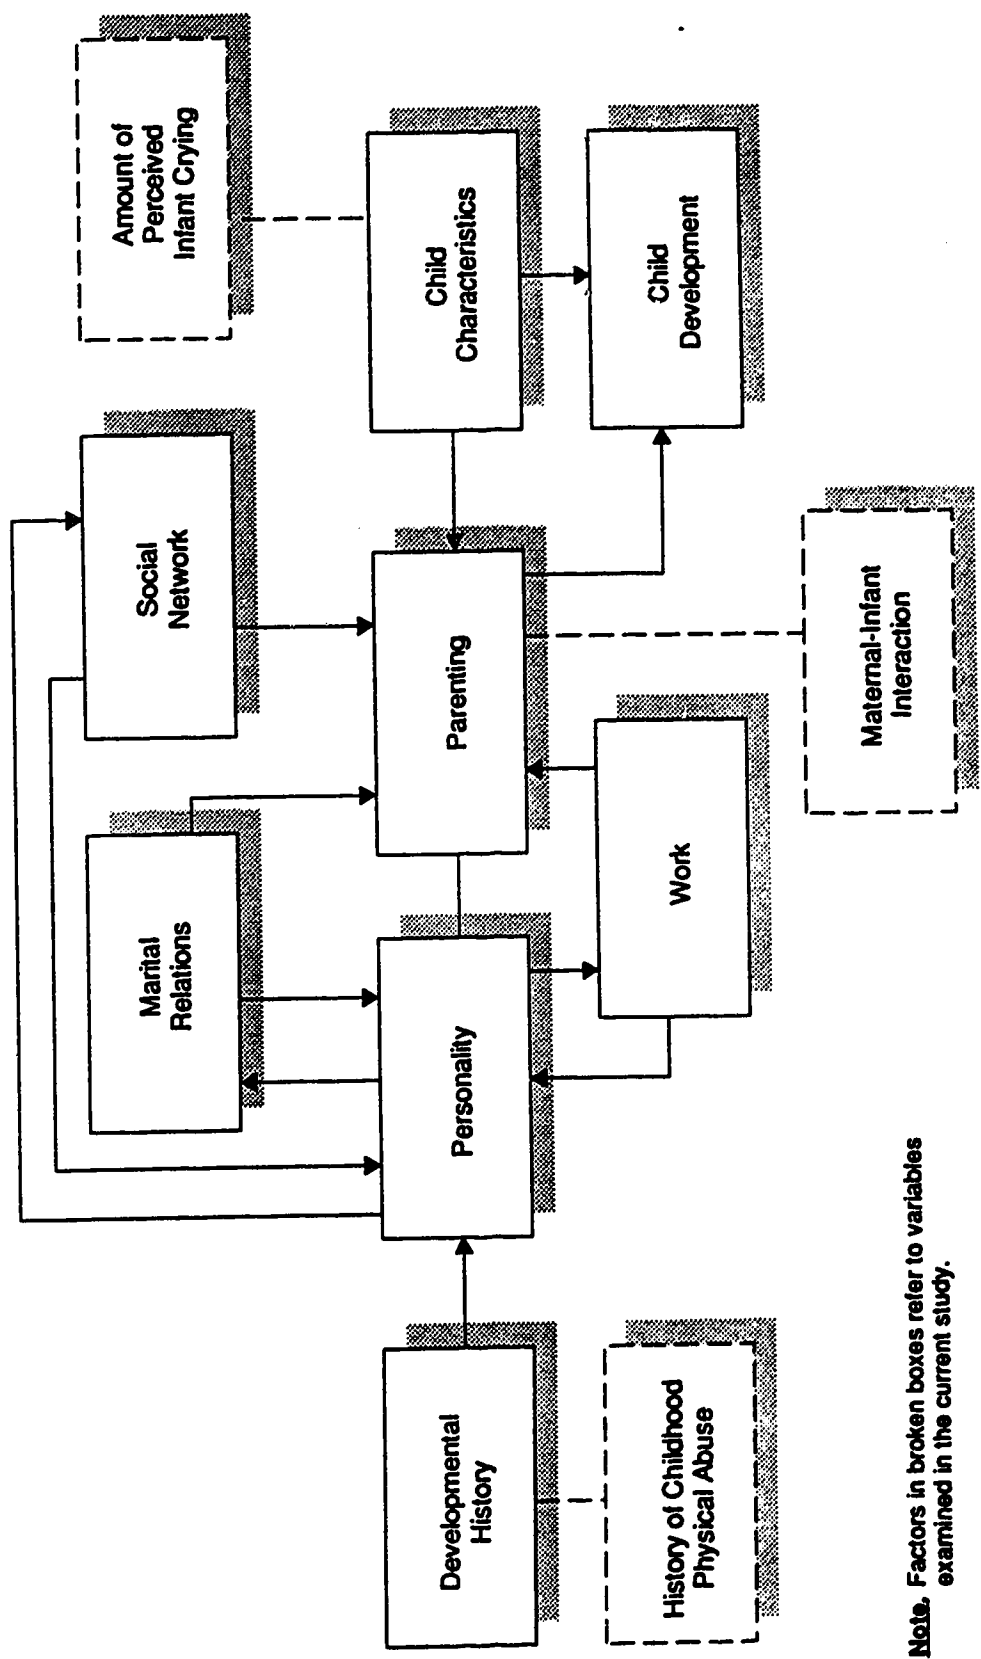 Amount of
Perceived
Infant Crying
Social
Network
Marital
Relations
Child
Characteristics
Parenting
Personality
Developmental
History
Child
Development
Work
History of Childhood
Physical Abuse
Maternal-Infant
Interaction
Note. Factors in broken boxes refer to variables
examined in the current study.